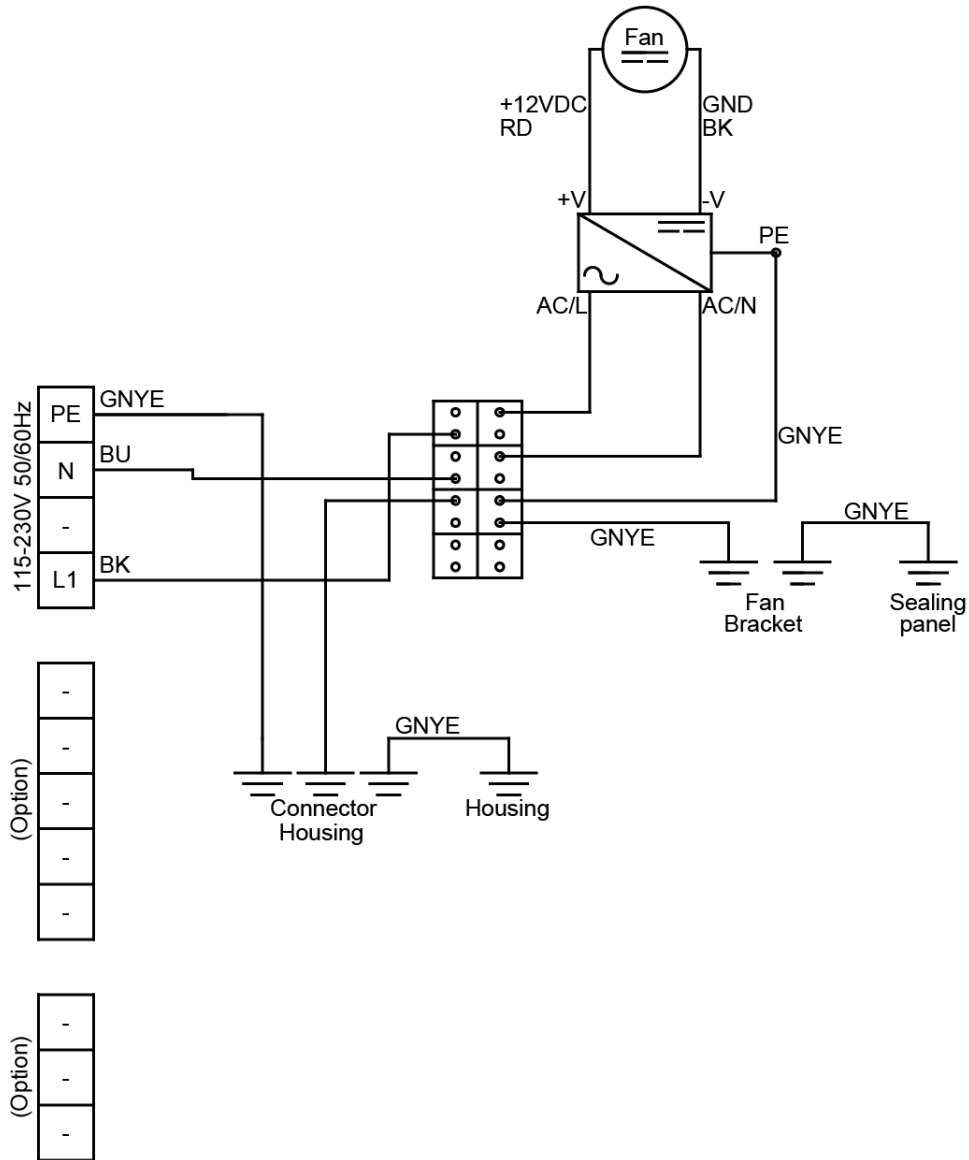 Fan
+12VDC
RD
GND
BK
+V
-V
PE
AC/L
AC/N
115-230V 50/60Hz
PE
GNYE
N
BU
-
L1
BK
GNYE
GNYE
GNYE
Fan
Bracket
Sealing
panel
GNYE
Connector
Housing
Housing
(Option)
-
-
-
-
-
(Option)
-
-
-